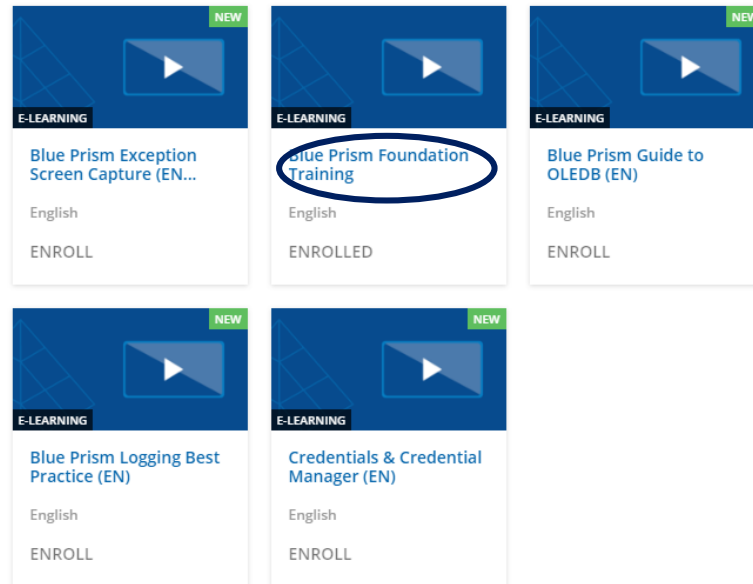 NEW
E-LEARNING
Blue Prism Exception
Screen Capture (EN...
English
ENROLL
E-LEARNING
Blue Prism Foundation
Training
English
ENROLLED
NEW
E-LEARNING
Blue Prism Guide to
OLEDB (EN)
English
ENROLL
NEW
E-LEARNING
Blue Prism Logging Best
Practice (EN)
English
ENROLL
NEW
E-LEARNING
Credentials & Credential
Manager (EN)
English
ENROLL